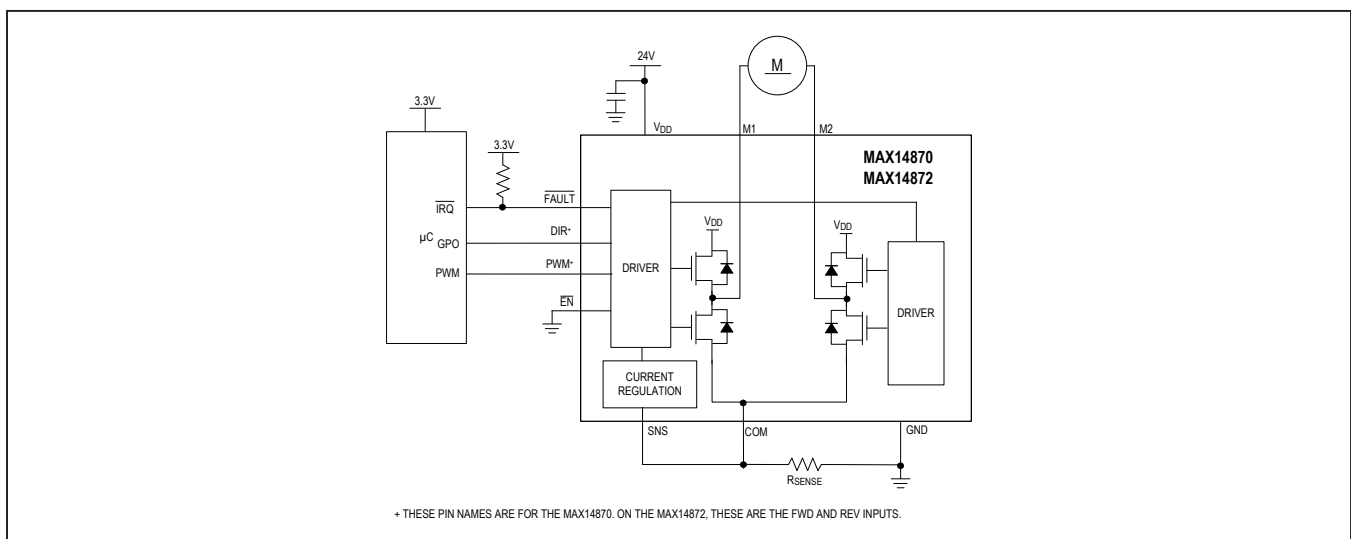 24V
M
3.3V
VDD
M1
M2
3.3V
MAX14870
MAX14872
IRQ
FAULT
µC
GPO
DIR+
PWM
PWM+
EN
DRIVER
VDD
VDD
DRIVER
CURRENT
REGULATION
SNS
COM
GND
RSENSE
+ THESE PIN NAMES ARE FOR THE MAX14870. ON THE MAX14872, THESE ARE THE FWD AND REV INPUTS.